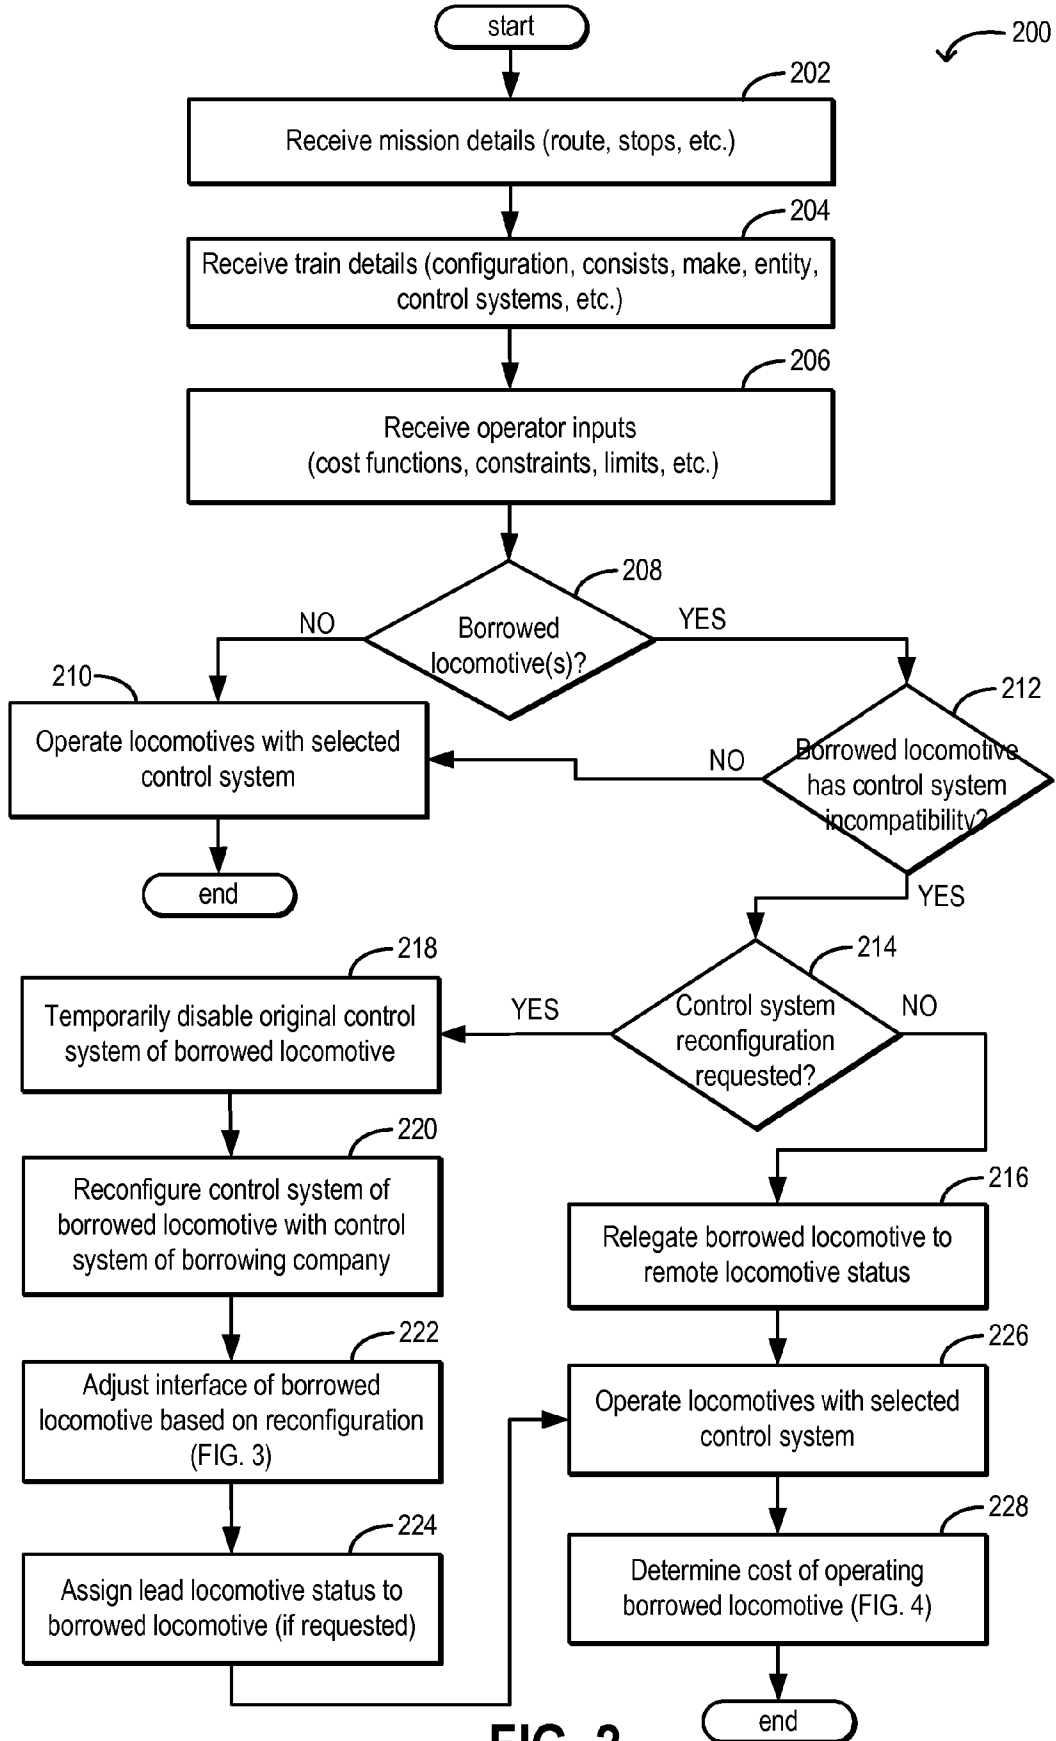 start
200
202
Receive mission details (route, stops, etc.)
204
Receive train details (configuration, consists, make, entity,
control systems, etc.)
206
Receive operator inputs
(cost functions, constraints, limits, etc.)
208
Borrowed
locomotive(s)?
NO
YES
210
Operate locomotives with selected
control system
end
212
Borrowed locomotive
has control system
incompatibility?
NO
YES
214
Control system
reconfiguration
requested?
YES
NO
218
Temporarily disable original control
system of borrowed locomotive
220
Reconfigure control system of
borrowed locomotive with control
system of borrowing company
222
Adjust interface of borrowed
locomotive based on reconfiguration
(FIG. 3)
224
Assign lead locomotive status to
borrowed locomotive (if requested)
216
Relegate borrowed locomotive to
remote locomotive status
226
Operate locomotives with selected
control system
228
Determine cost of operating
borrowed locomotive (FIG. 4)
end
FIG. 2